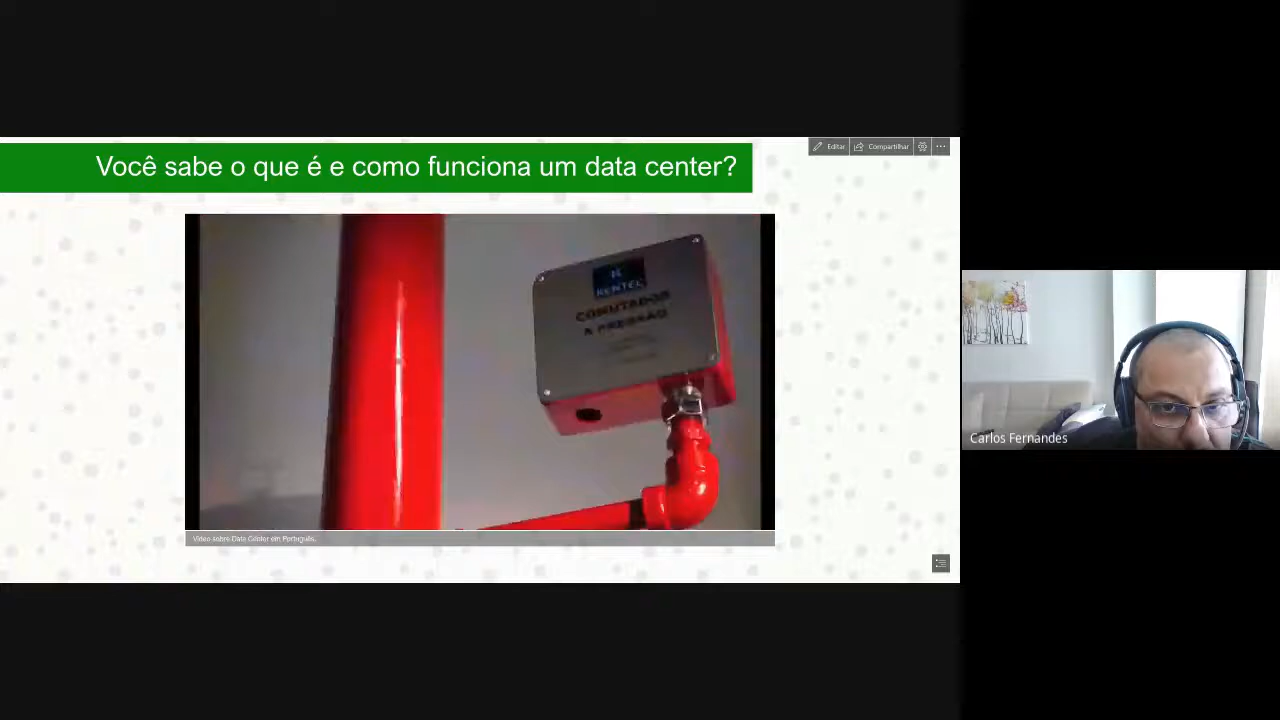 Você sabe o que é e como funciona um data center?
Editar
Compartilhar
KENTEC
COMUTADOR
A PRESSÃO
Vídeo sobre Data Center em Português.
Carlos Fernandes